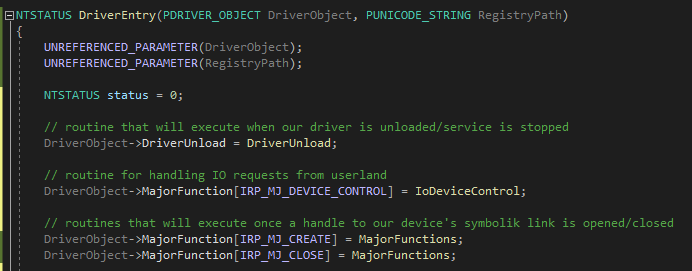 NTSTATUS DriverEntry(PDRIVER_OBJECT DriverObject, PUNICODE_STRING RegistryPath)
{
UNREFERENCED_PARAMETER(DriverObject);
UNREFERENCED_PARAMETER(RegistryPath);
NTSTATUS status = 0;
// routine that will execute when our driver is unloaded/service is stopped
DriverObject->DriverUnload = DriverUnload;
// routine for handling IO requests from userland
DriverObject->MajorFunction[IRP_MJ_DEVICE_CONTROL] = IoDeviceControl;
// routines that will execute once a handle to our device's symbolik link is opened/closed
DriverObject->MajorFunction[IRP_MJ_CREATE] = MajorFunctions;
DriverObject->MajorFunction[IRP_MJ_CLOSE] = MajorFunctions;